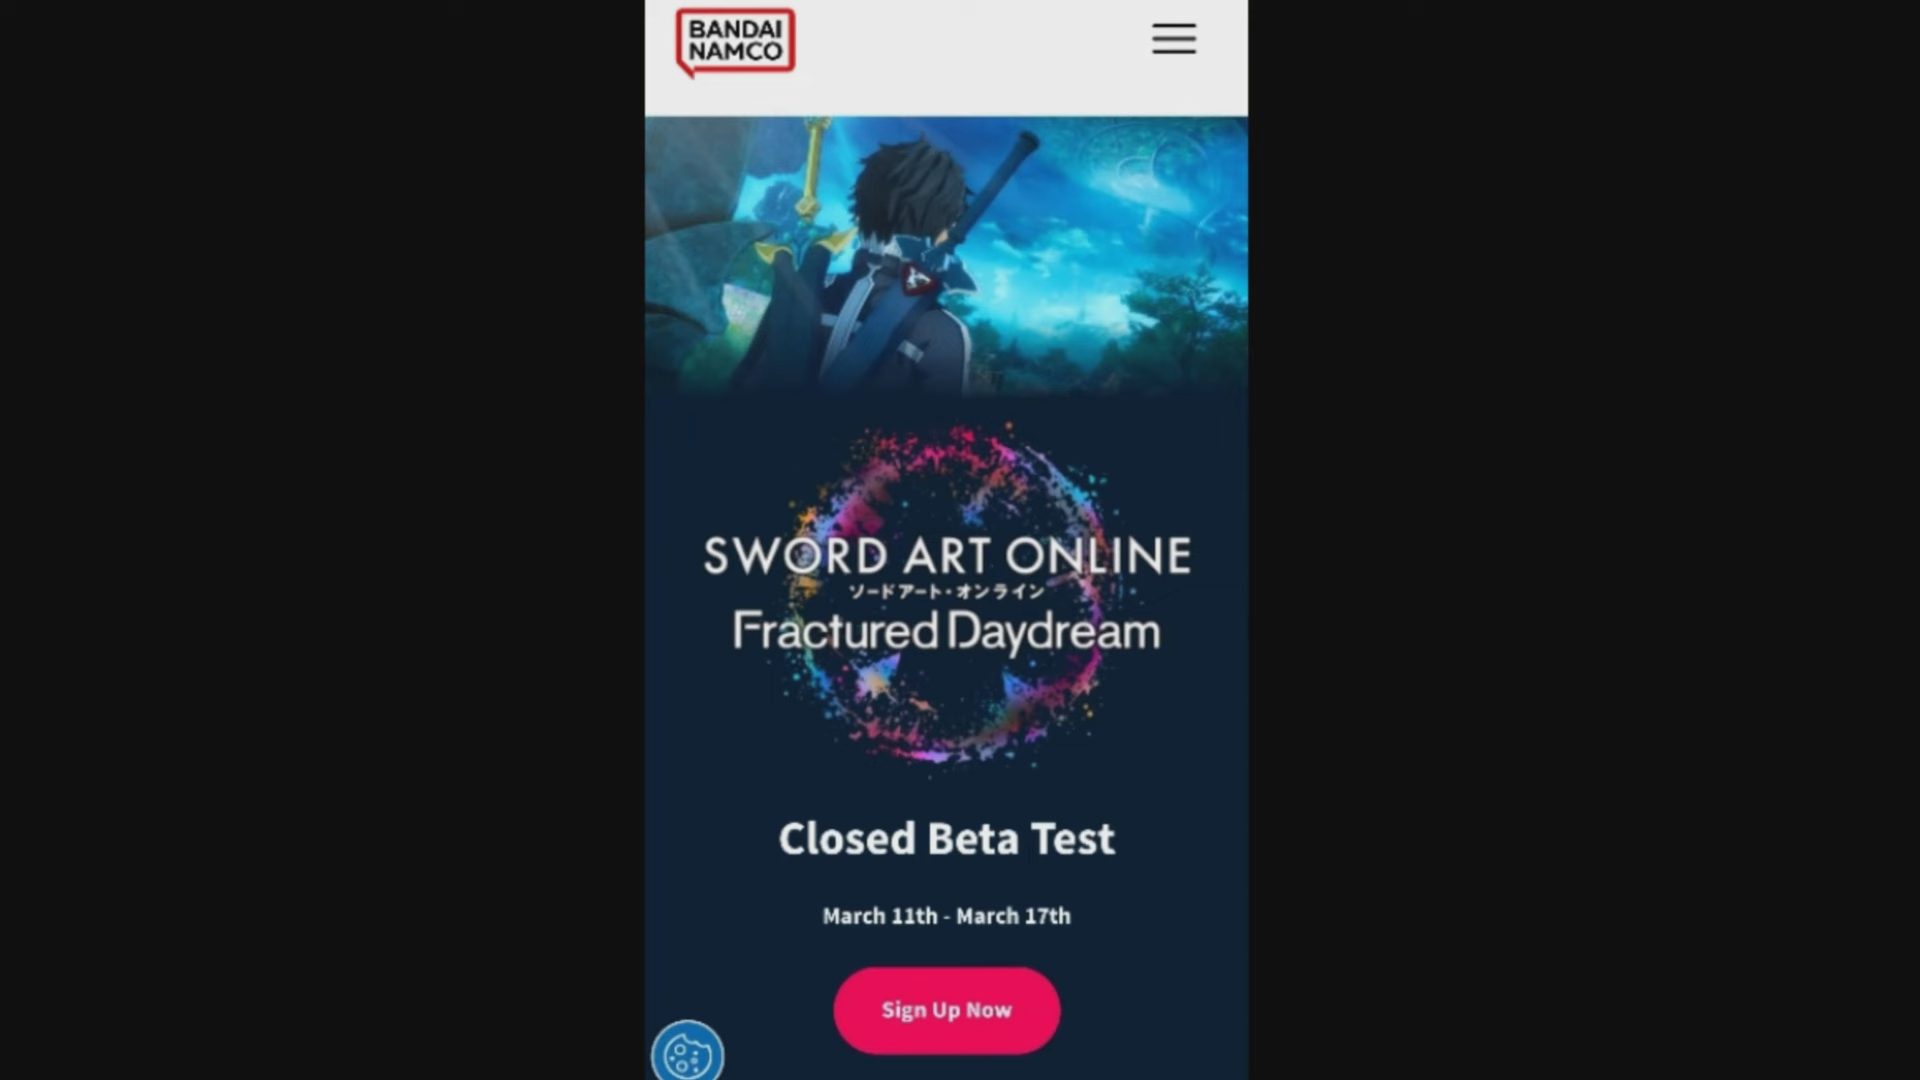 BANDAI
NAMCO
SWORD ART ONLINE
ソードアート・オンライン
Fractured Daydream
Closed Beta Test
March 11th - March 17th
Sign Up Now